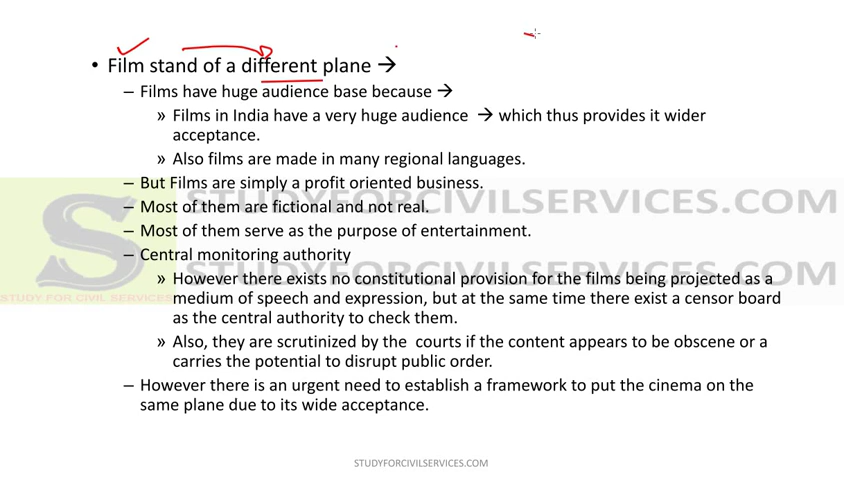 • Film stand of a different plane →
– Films have huge audience base because →
» Films in India have a very huge audience → which thus provides it wider
acceptance.
» Also films are made in many regional languages.
– But Films are simply a profit oriented business.
– Most of them are fictional and not real.
STUDYFORCIVILSERVICES.COM
– Most of them serve as the purpose of entertainment.
– Central monitoring authority
» However there exists no constitutional provision for the films being projected as a
STUDYFORCIVILSERVICES.COM
medium of speech and expression, but at the same time there exist a censor board
STUDY FOR CIVIL SERVICES
as the central authority to check them.
» Also, they are scrutinized by the courts if the content appears to be obscene or a
carries the potential to disrupt public order.
– However there is an urgent need to establish a framework to put the cinema on the
same plane due to its wide acceptance.
STUDYFORCIVILSERVICES.COM